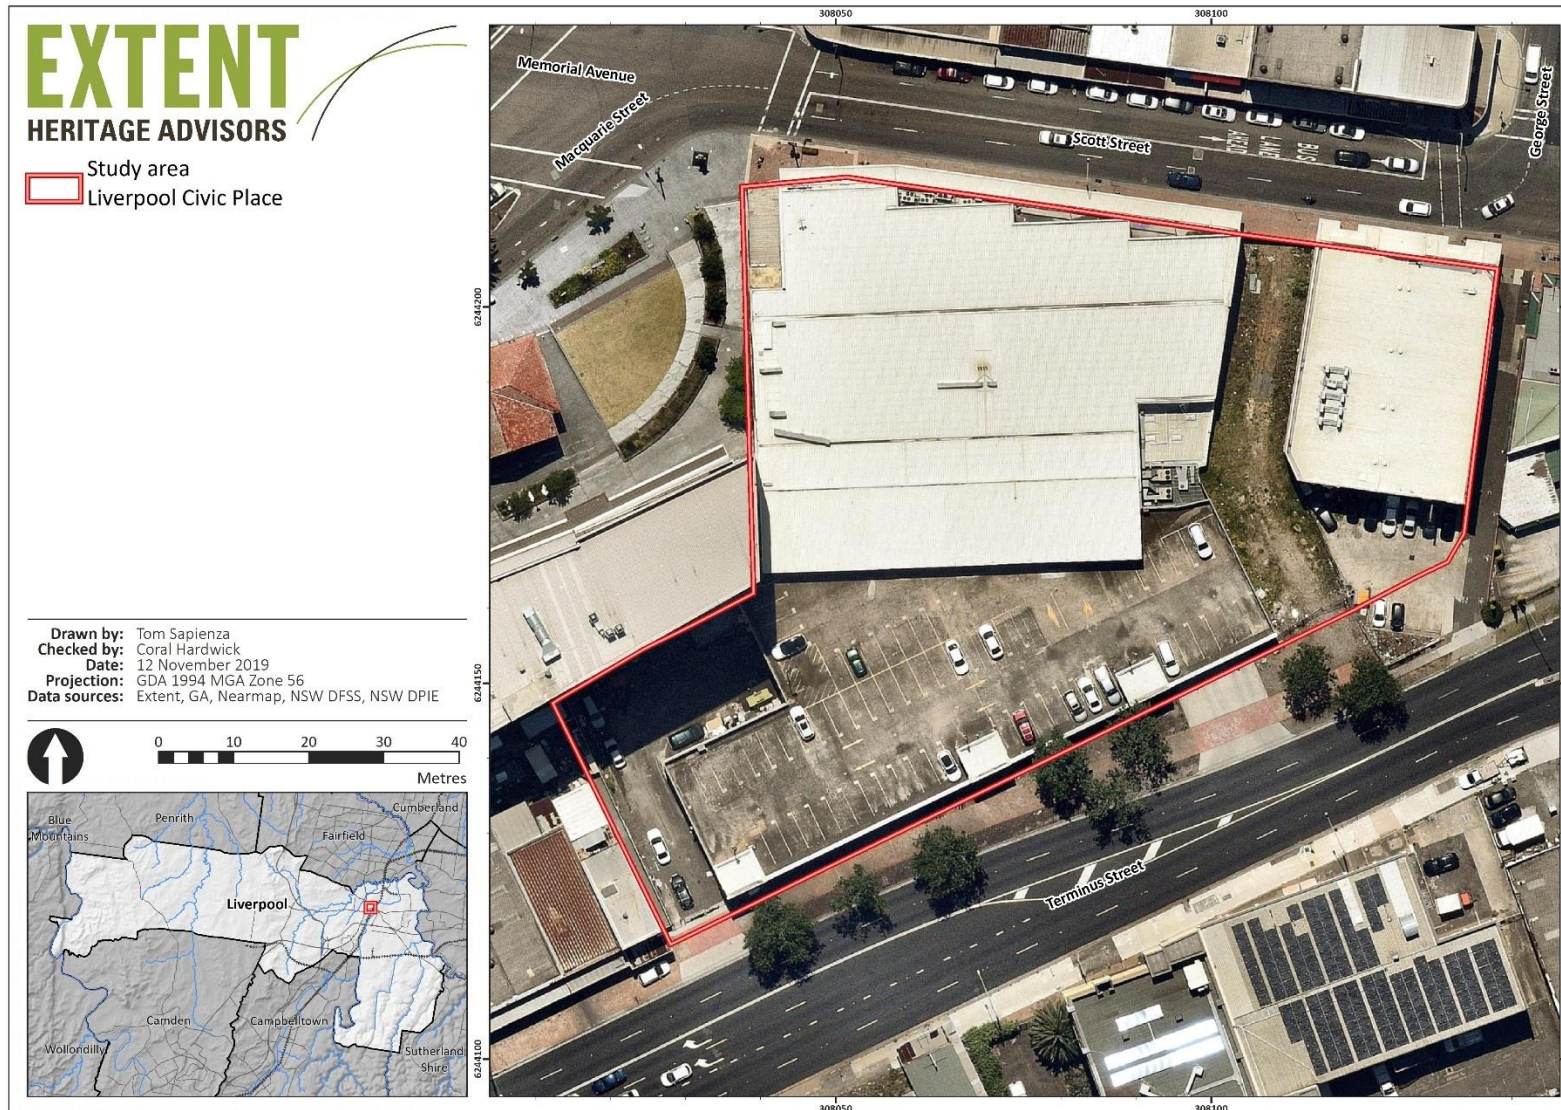 EXTENT
HERITAGE ADVISORS
Study area
Liverpool Civic Place
Drawn by: Tom Sapienza
Checked by: Coral Hardwick
Date: 12 November 2019
Projection: GDA 1994 MGA Zone 56
Data sources: Extent, GA, Nearmap, NSW DFSS, NSW DPIE
0 10 20 30 40
Metres
Blue
Mountains
Penrith
Cumberland
Fairfield
Liverpool
Camden
Campbelltown
Wollondilly
Sutherland
Shire
308050
308100
6244200
6244150
6244100
Memorial Avenue
Macquarie Street
Scott Street
George Street
BUS
LANE
AHEAD
Terminus Street
308050
308100